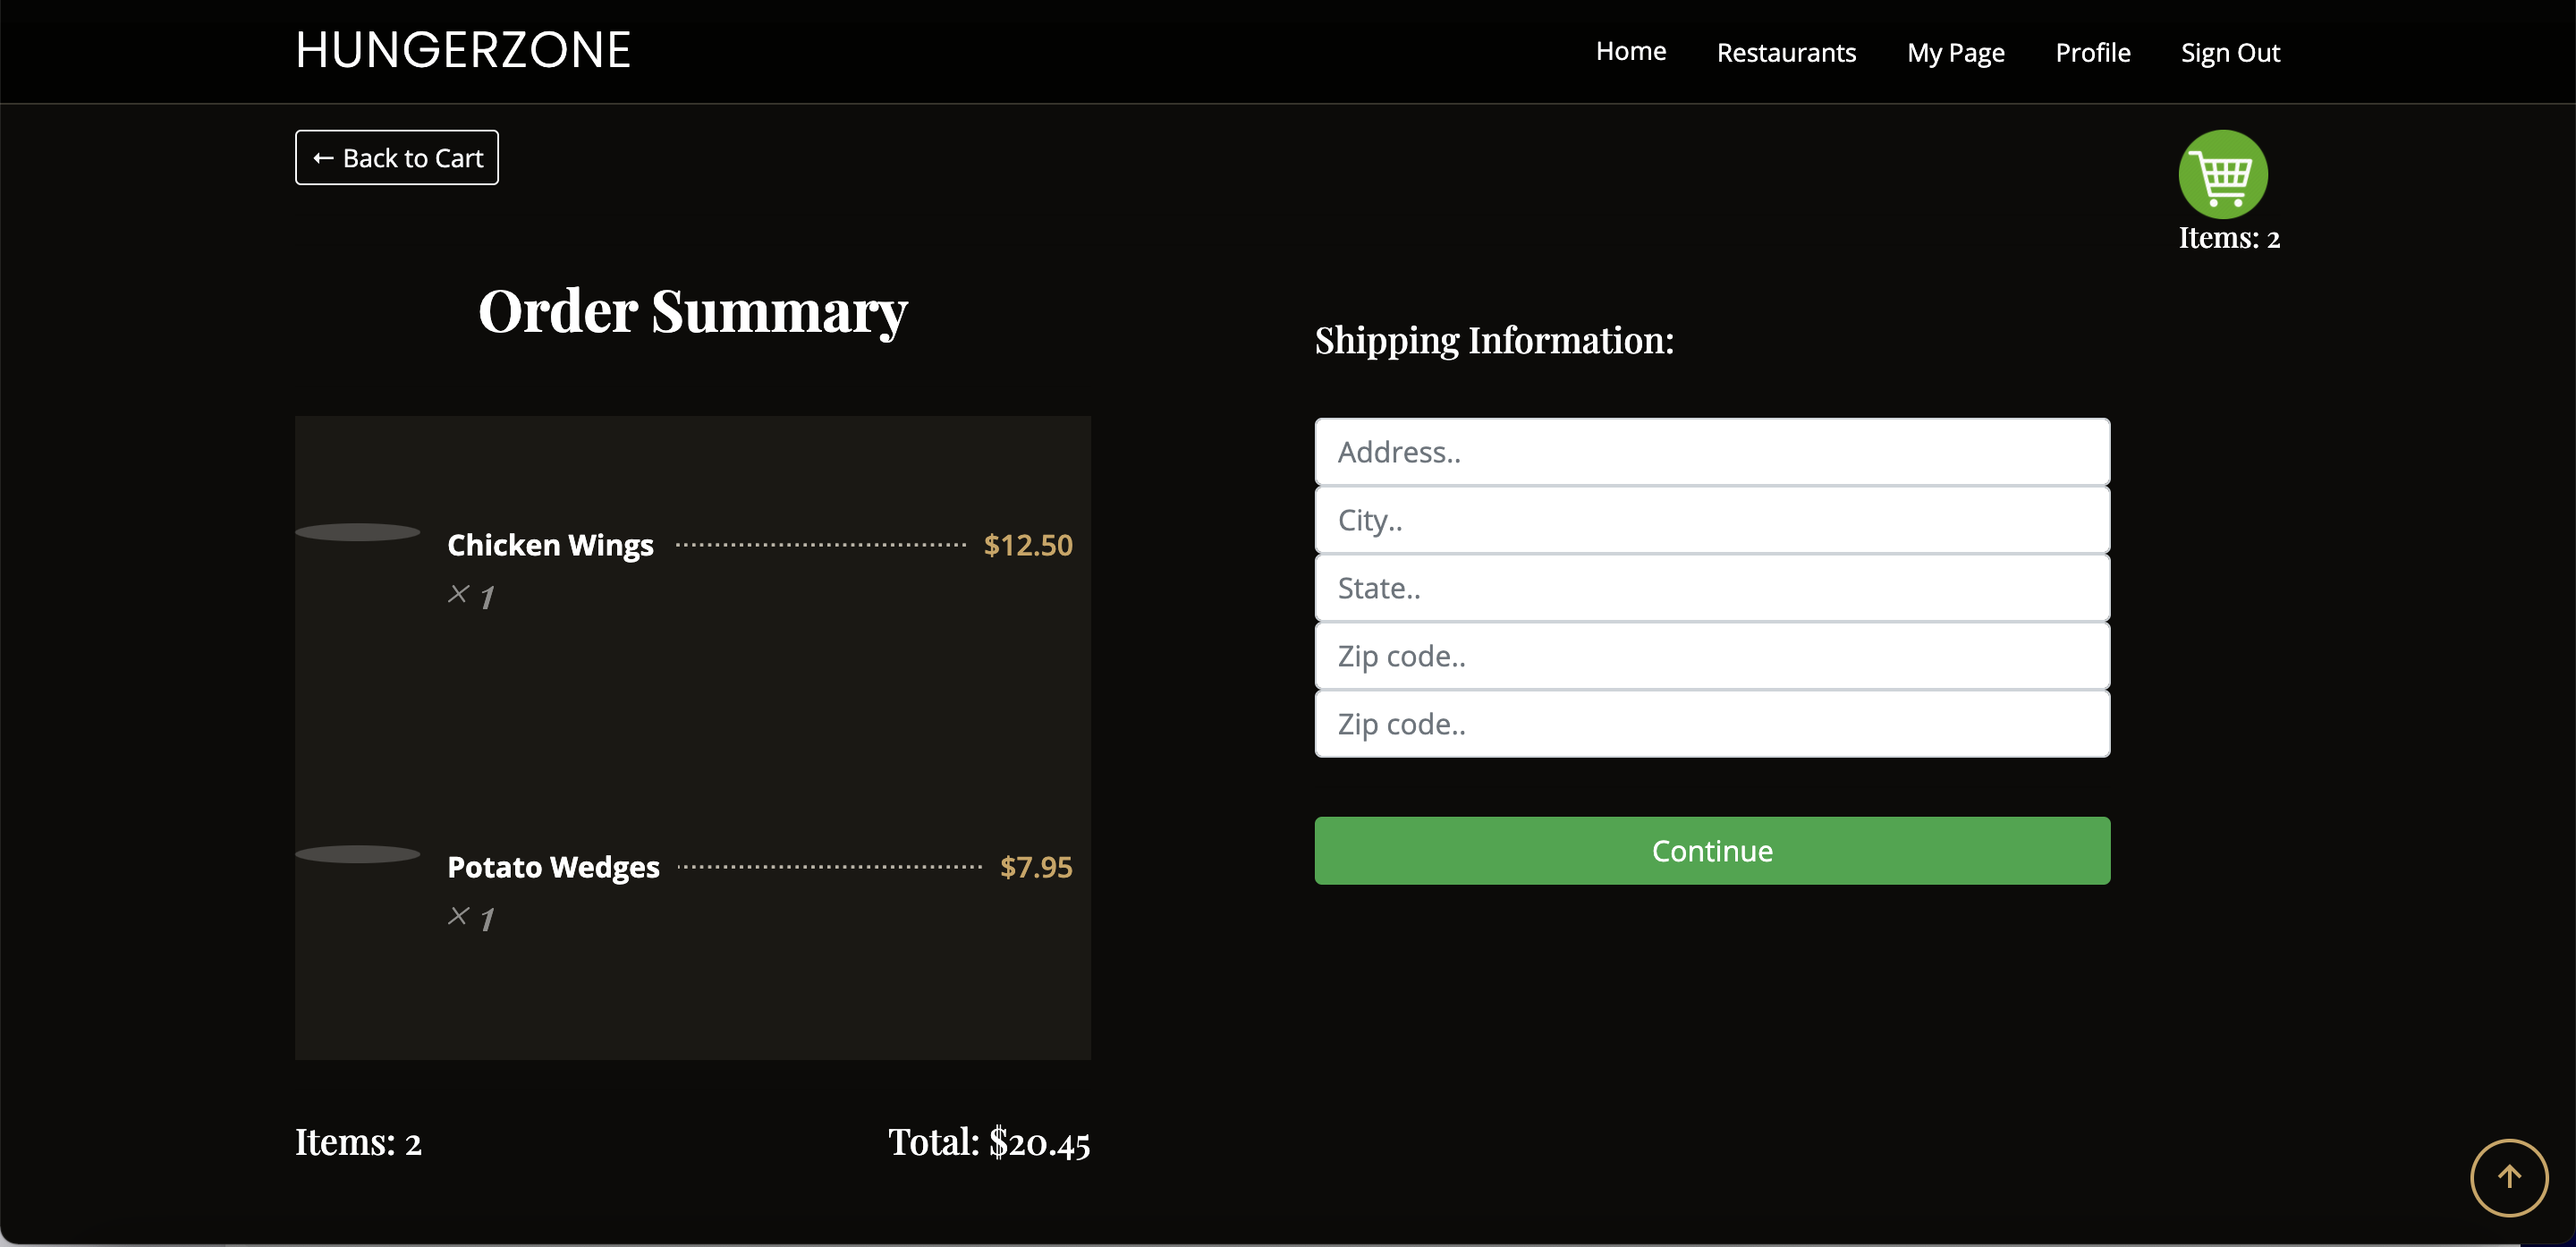 HUNGERZONE
Home Restaurants My Page Profile Sign Out
← Back to Cart
Items: 2
Order Summary
Shipping Information:
Chicken Wings $12.50
× 1
Potato Wedges $7.95
× 1
Items: 2 Total: $20.45
Address..
City..
State..
Zip code..
Zip code..
Continue